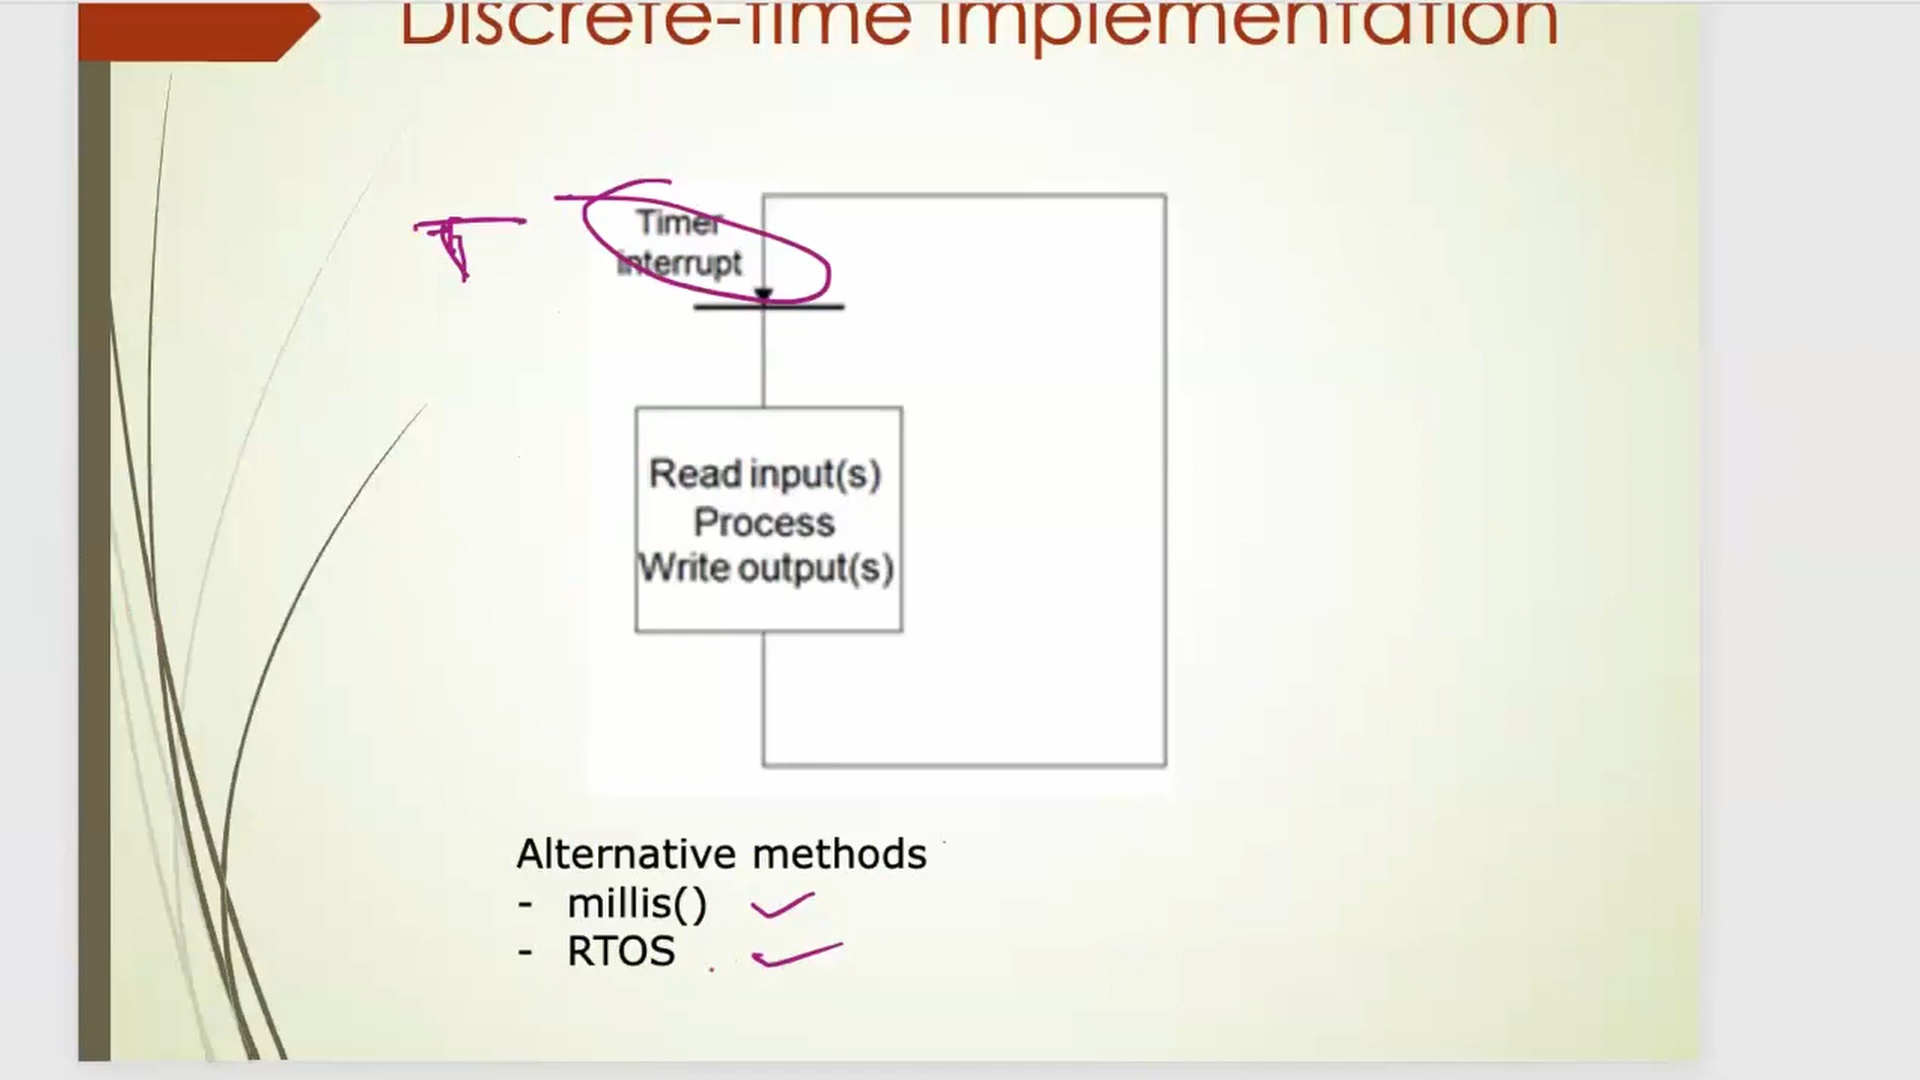 Discrete-time implementation
T
Timer
interrupt
Read input(s)
Process
Write output(s)
Alternative methods
- millis()
- RTOS